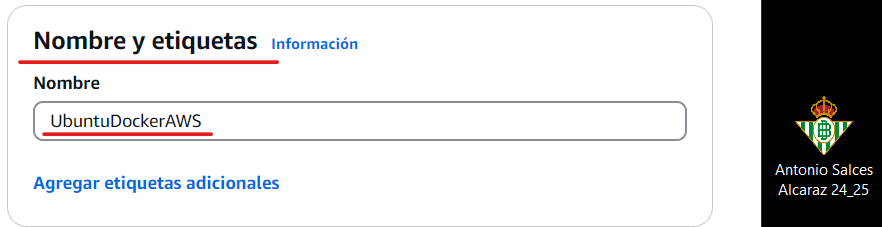 Nombre y etiquetas Información
Nombre
UbuntuDockerAWS
Agregar etiquetas adicionales
Antonio Salces
Alcaraz 24_25